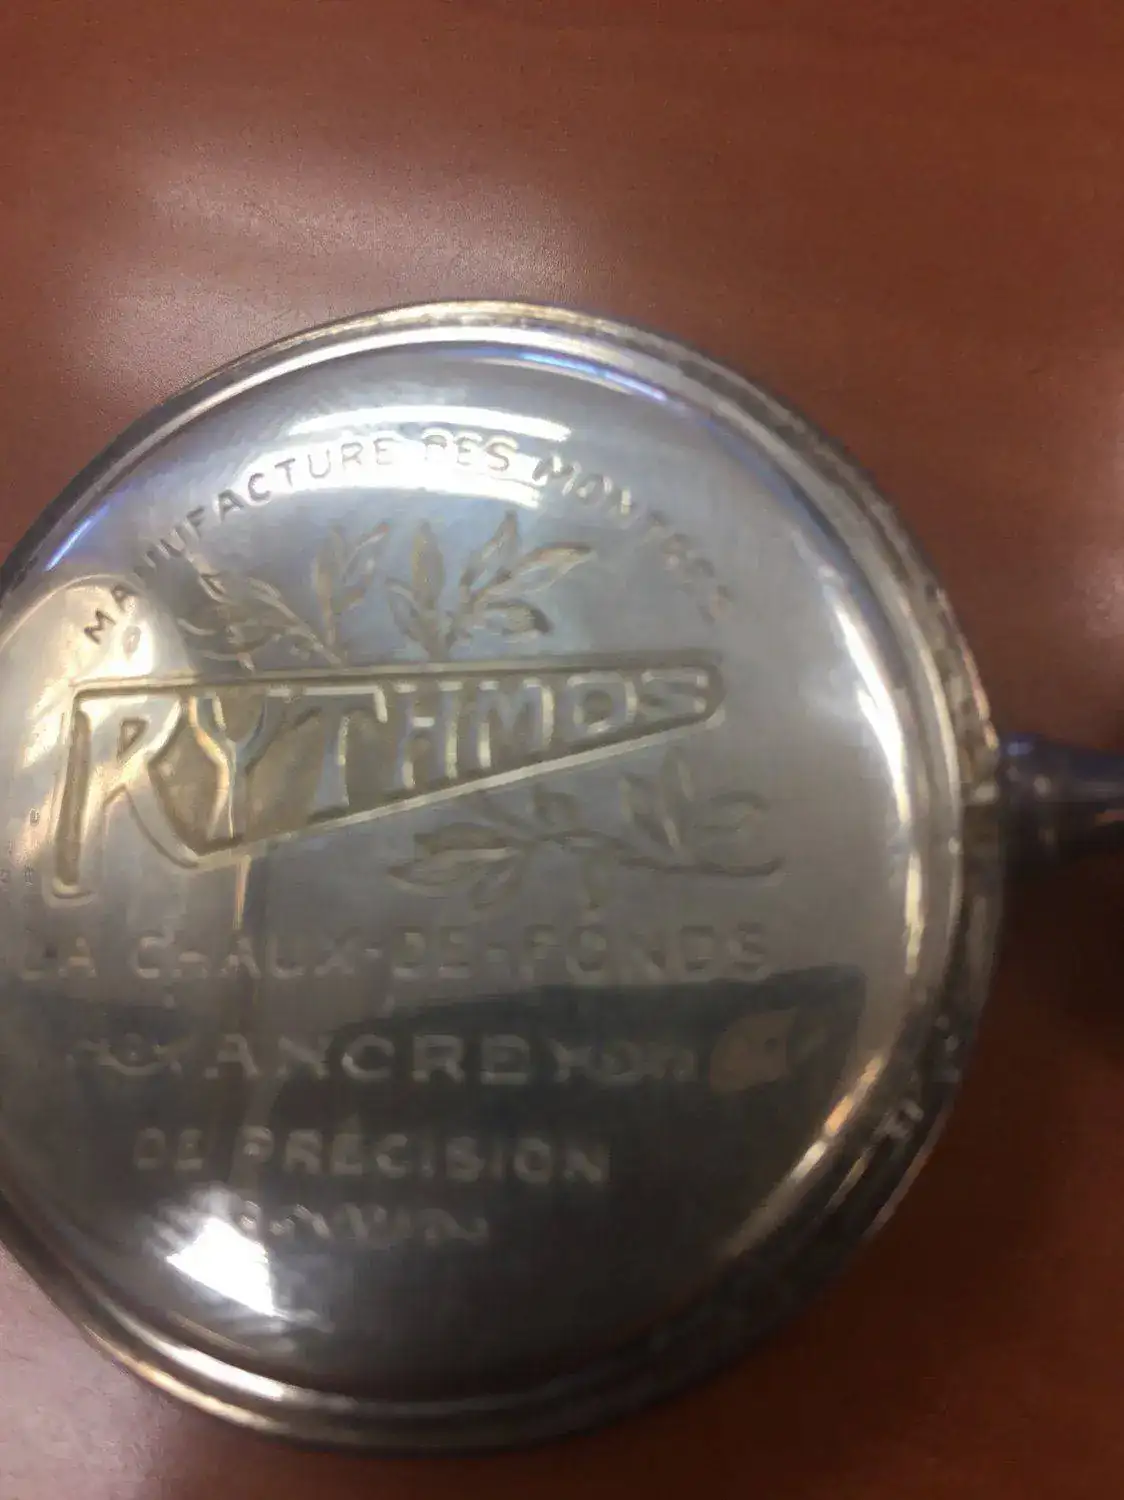 MANUFACTURE DES MONTRES
RYTHMOS
LA CHAUX-DE-FONDS
ANCRE
DE PRÉCISION